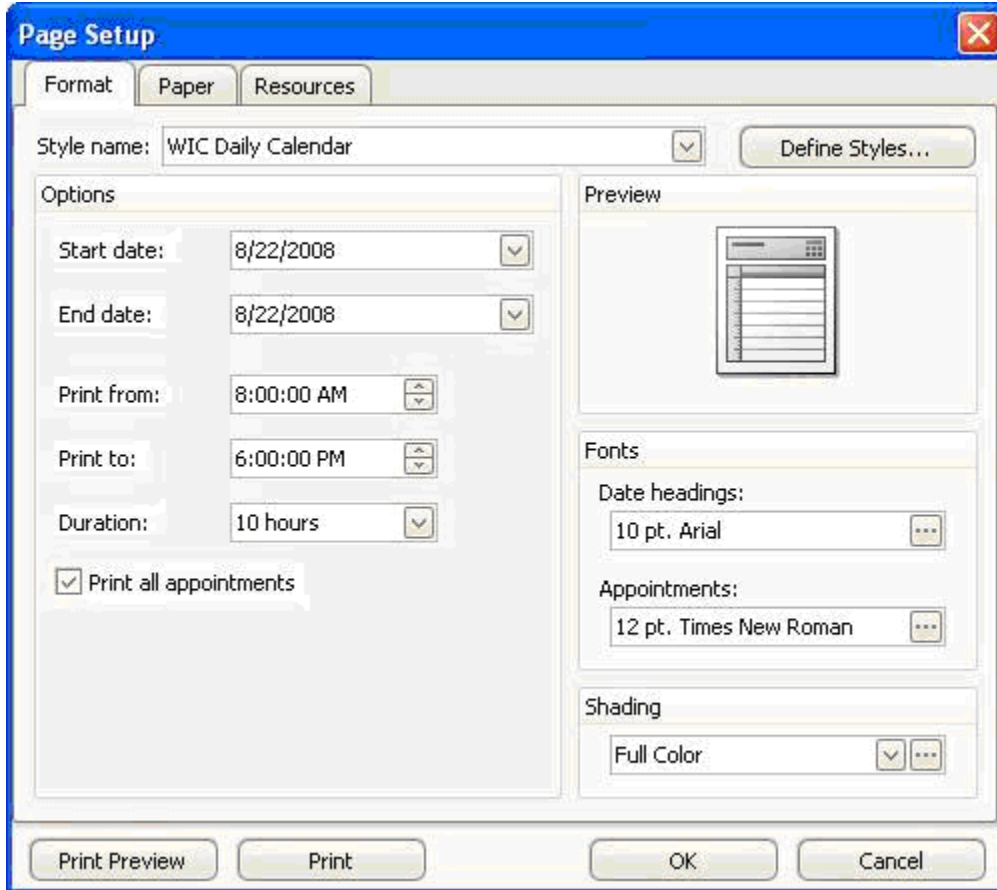 Page Setup
Format Paper Resources
Style name: WIC Daily Calendar Define Styles...
Options
Start date: 8/22/2008
End date: 8/22/2008
Print from: 8:00:00 AM
Print to: 6:00:00 PM
Duration: 10 hours
Print all appointments
Preview
Fonts
Date headings:
10 pt. Arial
Appointments:
12 pt. Times New Roman
Shading
Full Color
Print Preview Print OK Cancel